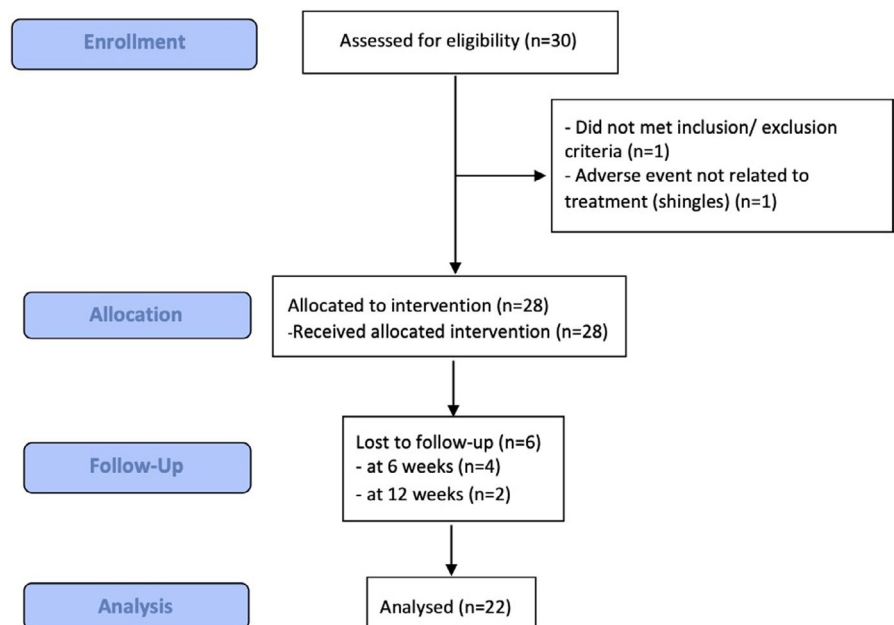 Enrollment
Assessed for eligibility (n=30)
- Did not met inclusion/ exclusion
criteria (n=1)
- Adverse event not related to
treatment (shingles) (n=1)
Allocation
Allocated to intervention (n=28)
-Received allocated intervention (n=28)
Follow-Up
Lost to follow-up (n=6)
- at 6 weeks (n=4)
- at 12 weeks (n=2)
Analysis
Analysed (n=22)